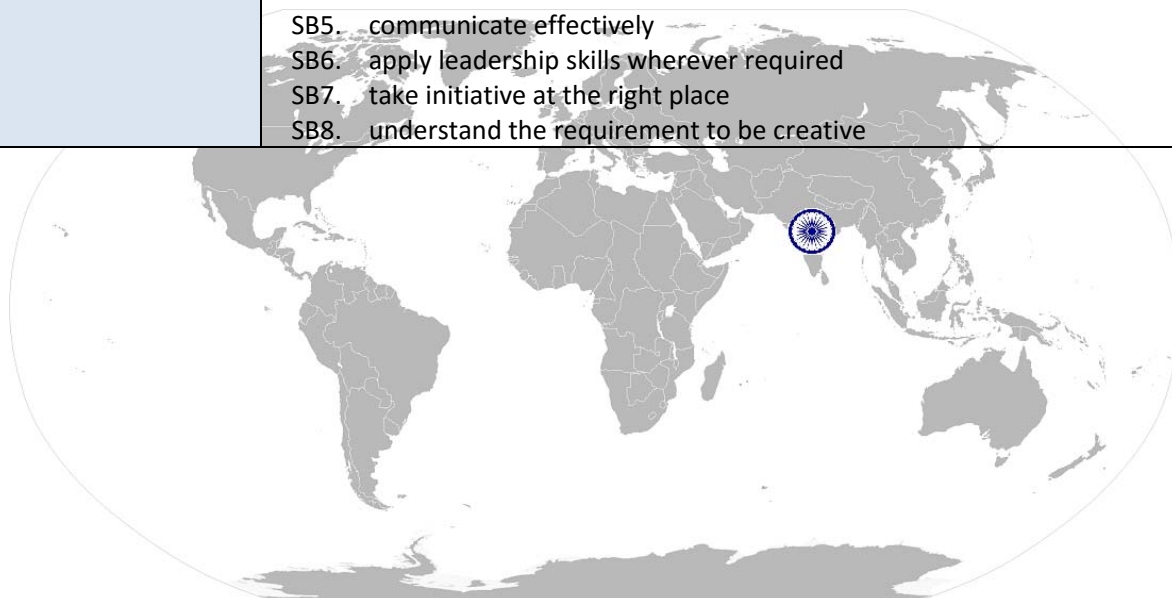 SB5. communicate effectively
SB6. apply leadership skills wherever required
SB7. take initiative at the right place
SB8. understand the requirement to be creative